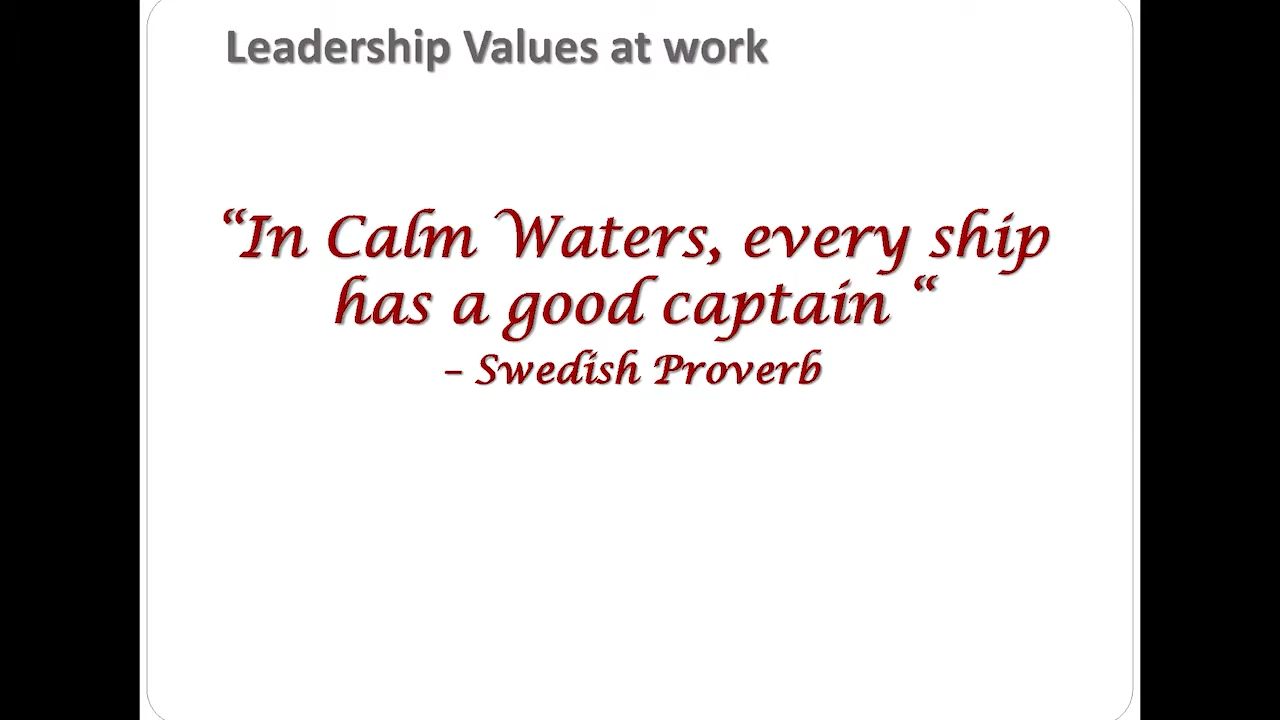 Leadership Values at work
“In Calm Waters, every ship
has a good captain “
– Swedish Proverb